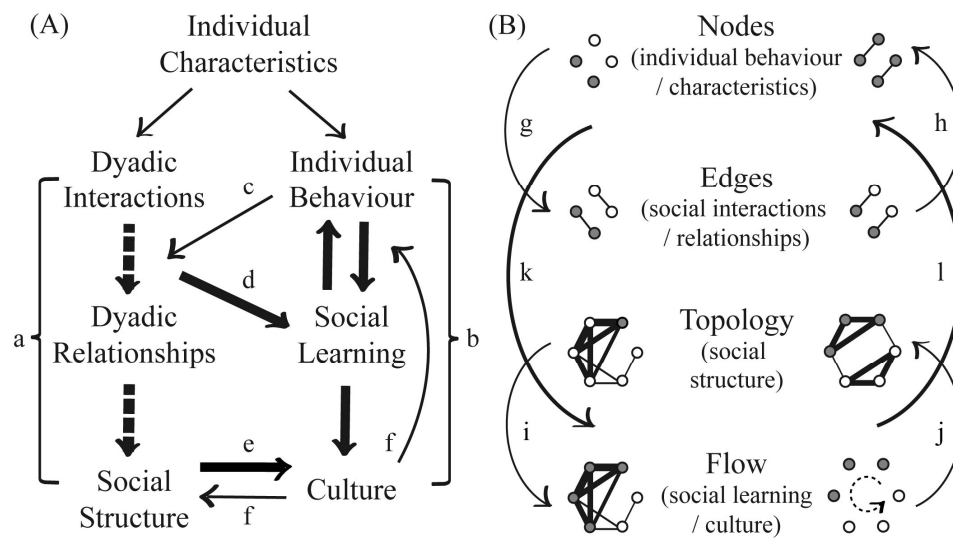 (A)
Individual
Characteristics
Dyadic
Interactions
Individual
Behaviour
c
d
a
b
Dyadic
Relationships
Social
Learning
e
f
f
Social
Structure
Culture
(B)
Nodes
(individual behaviour
/ characteristics)
g
h
Edges
(social interactions
/ relationships)
k
l
Topology
(social
structure)
i
j
Flow
(social learning
/ culture)